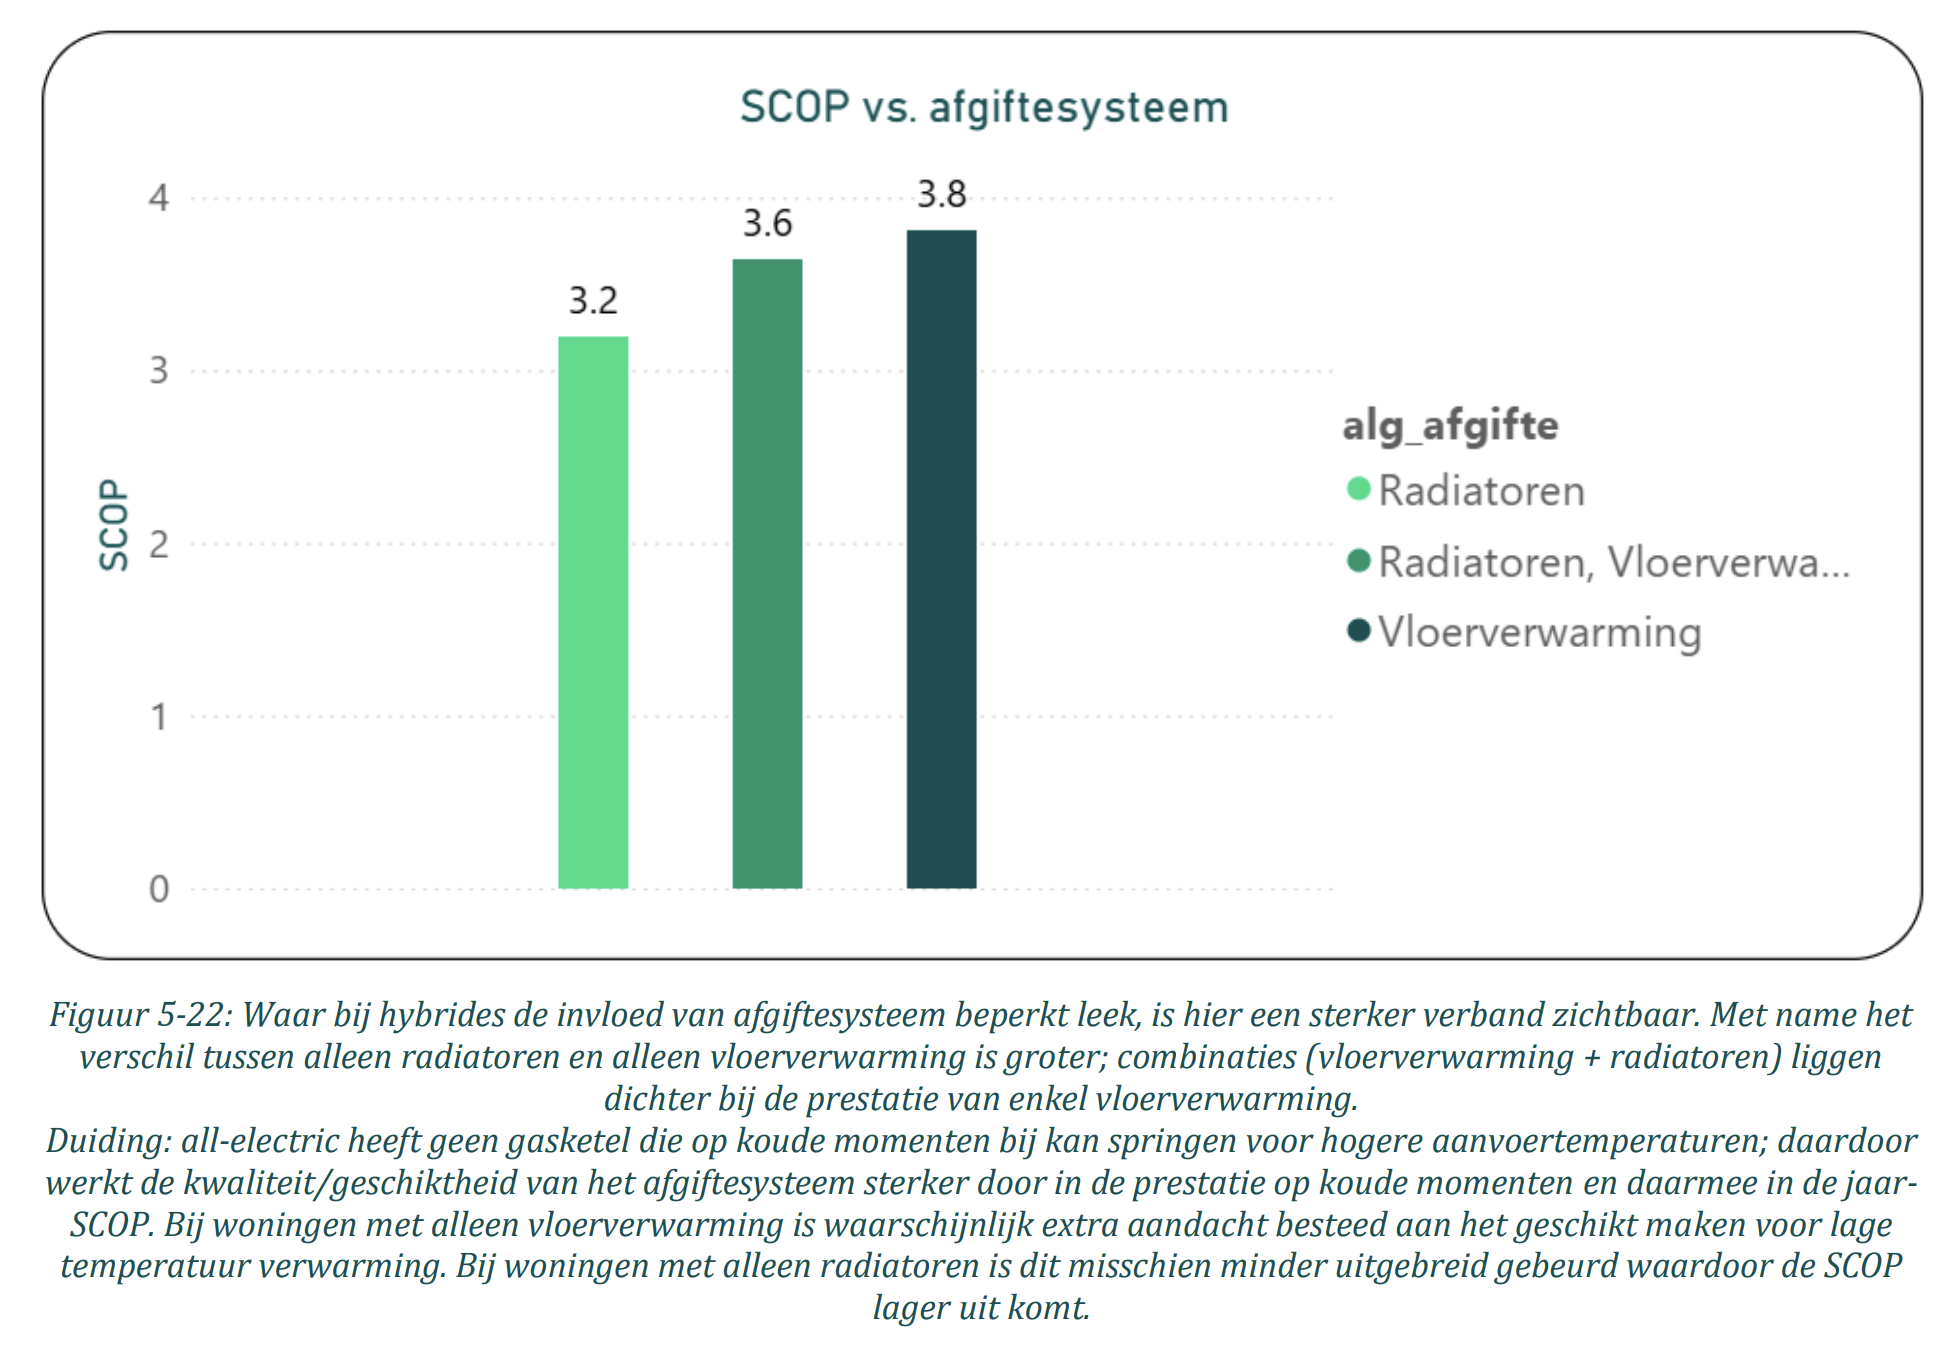 SCOP vs. afgiftesysteem
4
3
2
1
0
SCOP
3.2
3.6
3.8
alg_afgifte
Radiatoren
Radiatoren, Vloerverwa...
Vloerverwarming
Figuur 5-22: Waar bij hybrides de invloed van afgiftesysteem beperkt leek, is hier een sterker verband zichtbaar. Met name het
verschil tussen alleen radiatoren en alleen vloerverwarming is groter; combinaties (vloerverwarming + radiatoren) liggen
dichter bij de prestatie van enkel vloerverwarming.
Duiding: all-electric heeft geen gasketel die op koude momenten bij kan springen voor hogere aanvoertemperaturen; daardoor
werkt de kwaliteit/geschiktheid van het afgiftesysteem sterker door in de prestatie op koude momenten en daarmee in de jaar-
SCOP. Bij woningen met alleen vloerverwarming is waarschijnlijk extra aandacht besteed aan het geschikt maken voor lage
temperatuur verwarming. Bij woningen met alleen radiatoren is dit misschien minder uitgebreid gebeurd waardoor de SCOP
lager uit komt.